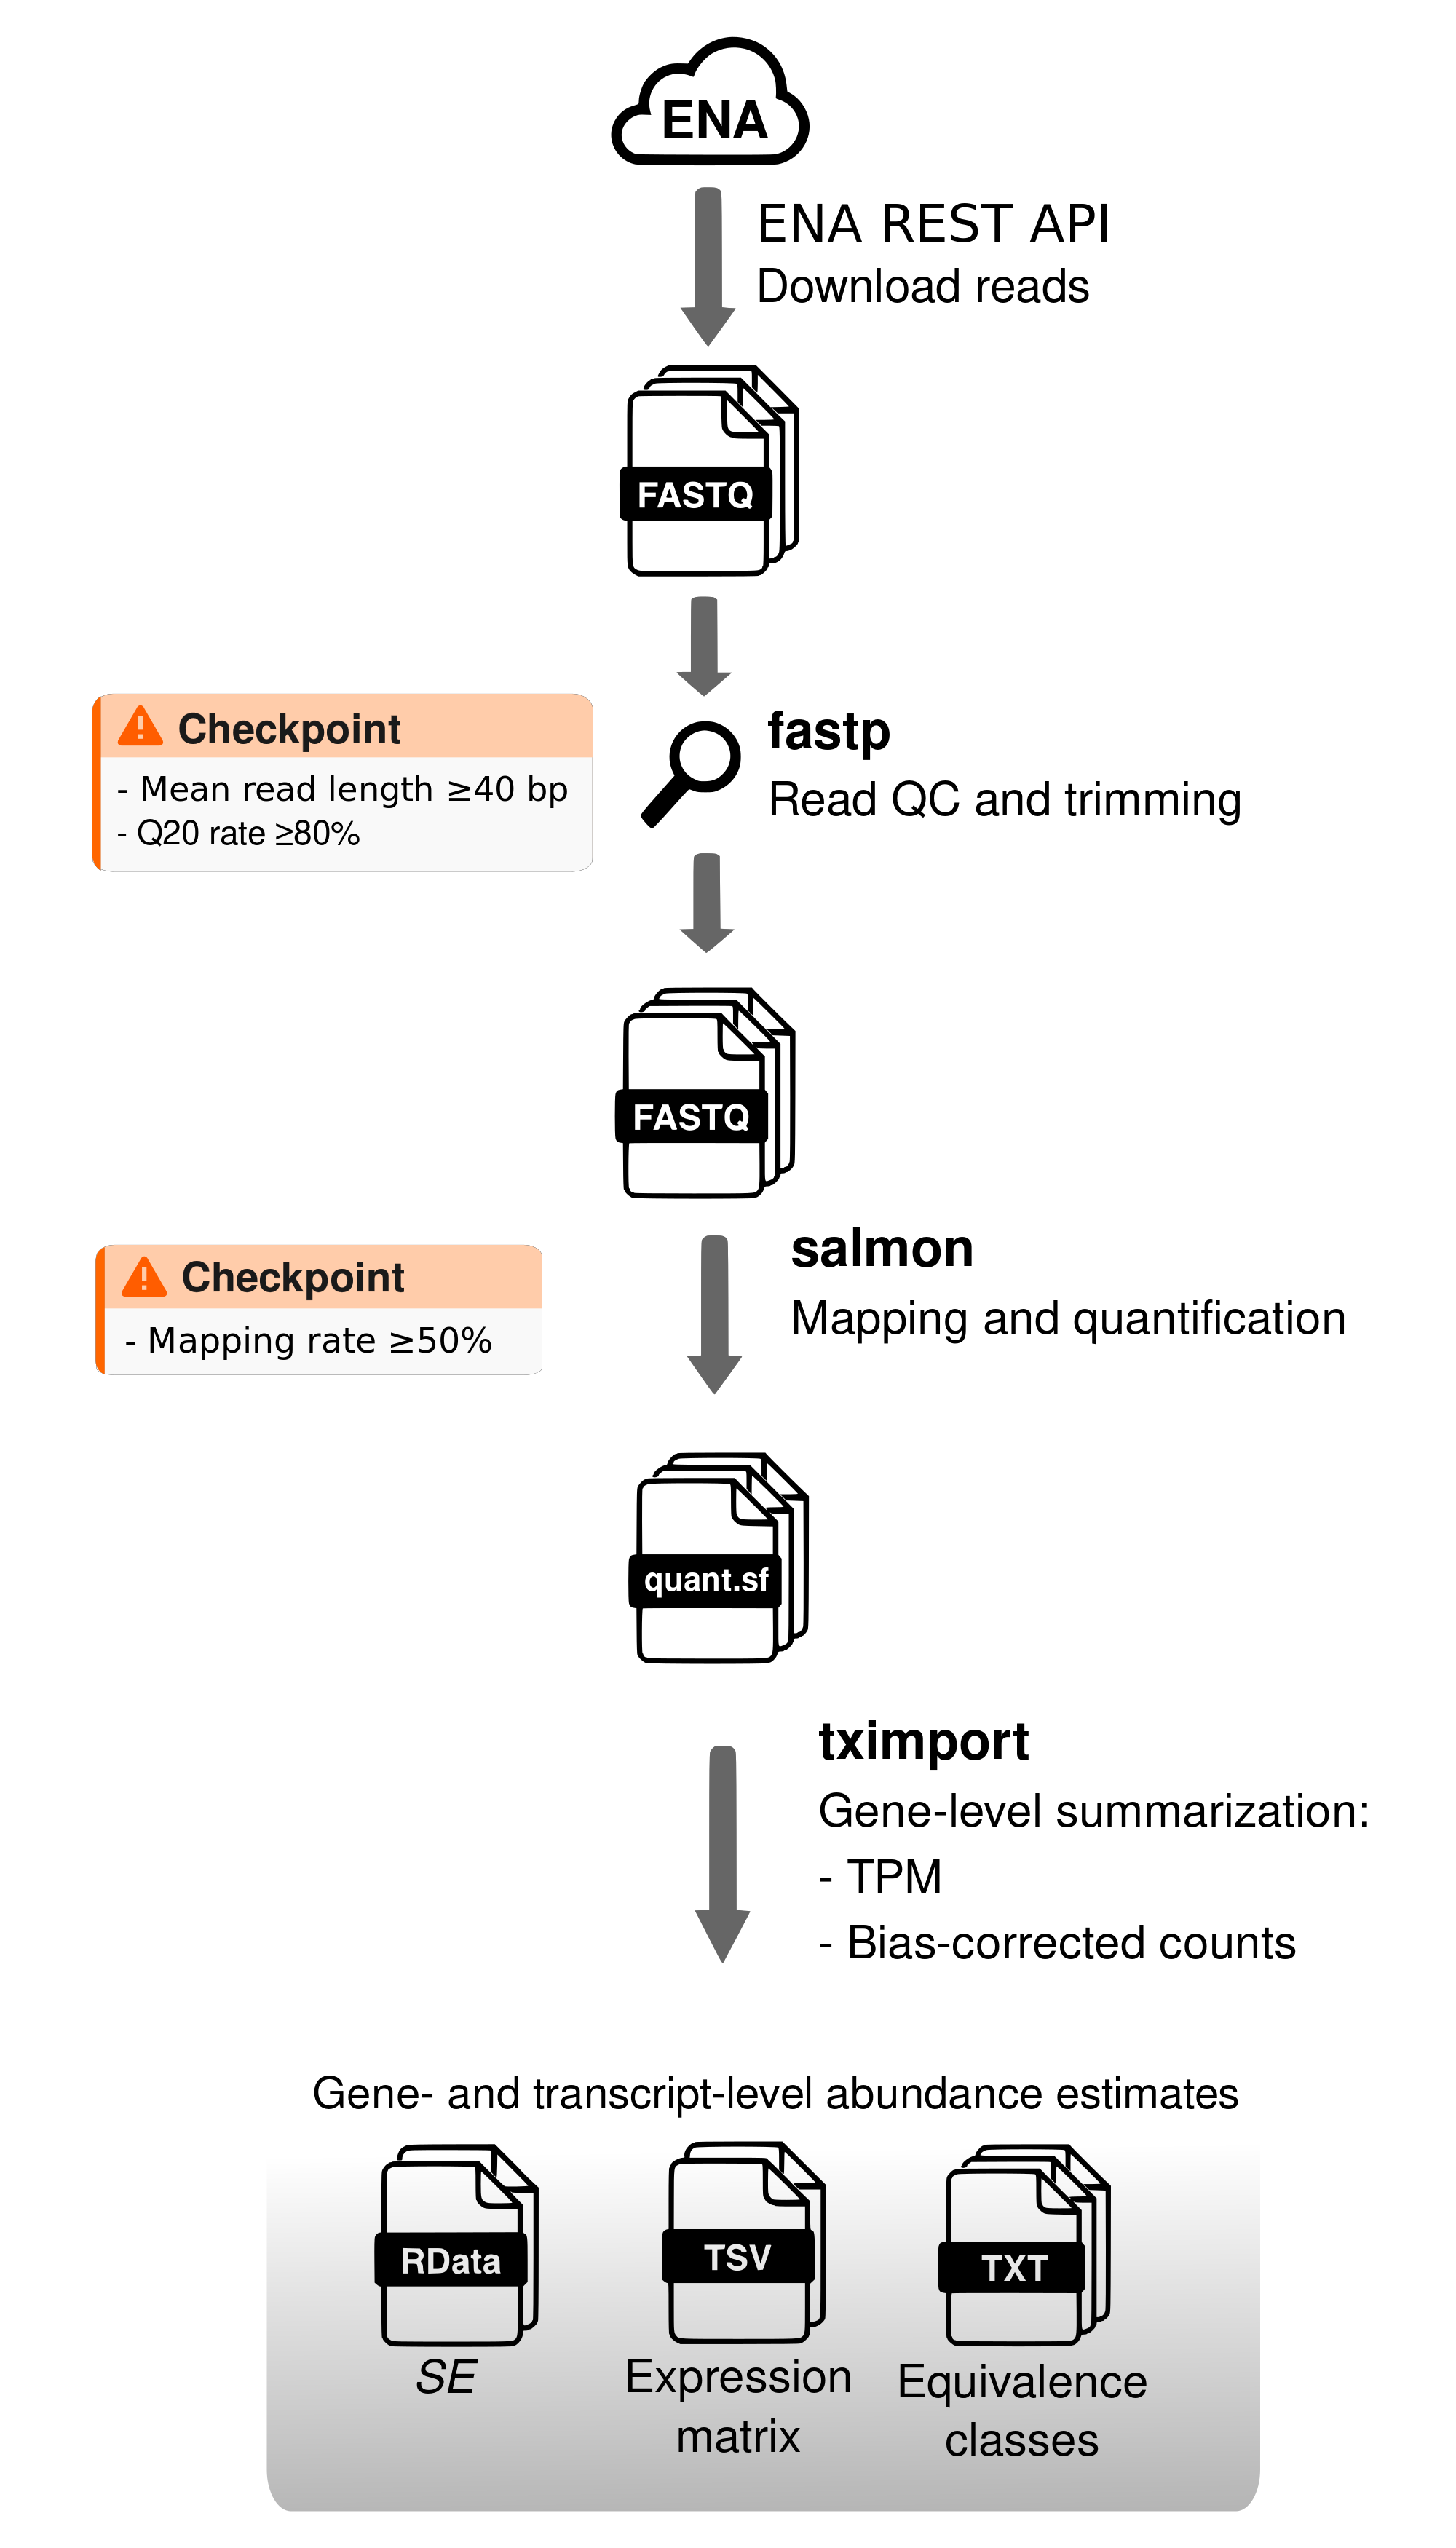 ENA
ENA REST API
Download reads
FASTQ
Checkpoint
- Mean read length ≥40 bp
- Q20 rate ≥80%
fastp
Read QC and trimming
FASTQ
salmon
Mapping and quantification
Checkpoint
- Mapping rate ≥50%
quant.sf
tximport
Gene-level summarization:
- TPM
- Bias-corrected counts
Gene- and transcript-level abundance estimates
RData
TSV
TXT
SE
Expression
matrix
Equivalence
classes